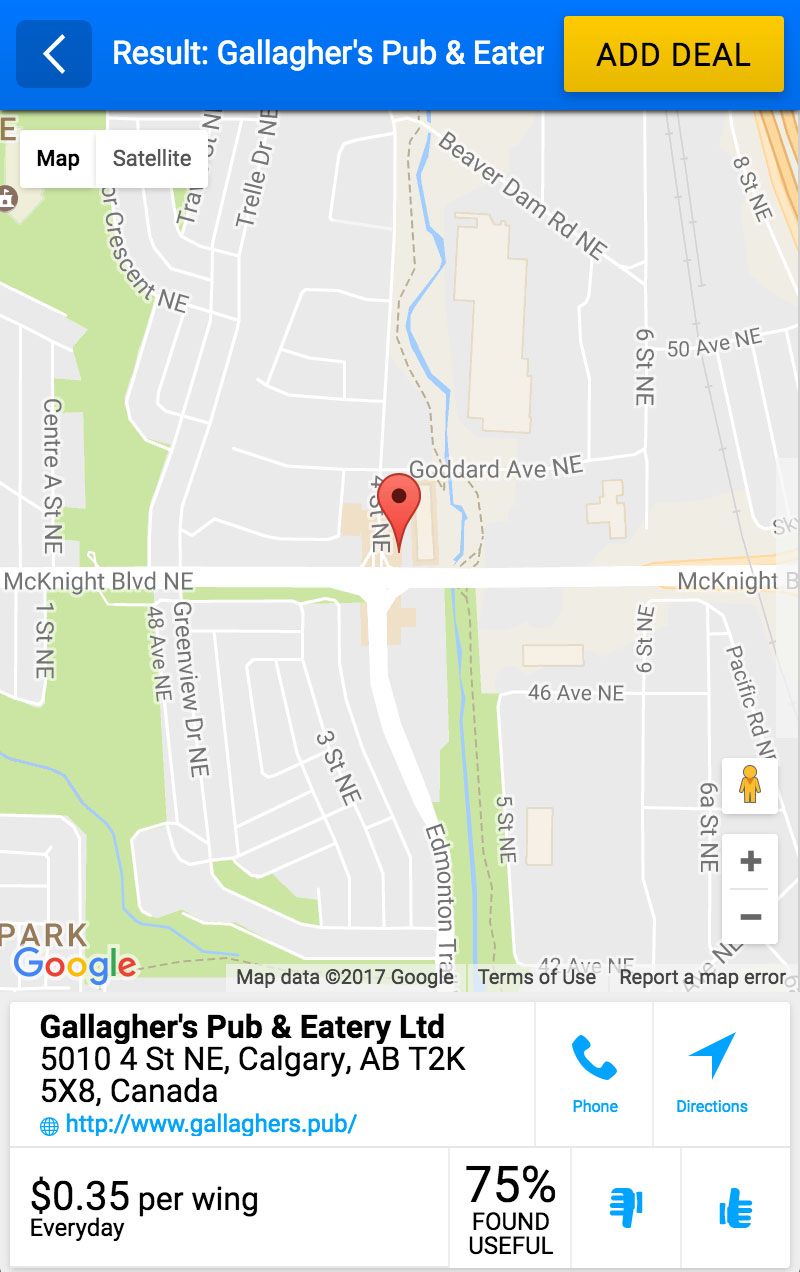 Result: Gallagher's Pub & Eater
ADD DEAL
E
Map
Satellite
Trelle Dr NE
Beaver Dam Rd NE
8 St NE
or Crescent NE
6 St NE
50 Ave NE
Centre A St NE
Goddard Ave NE
4 St NE
McKnight Blvd NE
McKnight B
1 St NE
48 Ave NE
Greenview Dr NE
6 St NE
Pacific Rd NE
46 Ave NE
3 St NE
5 St NE
6a St NE
Edmonton Tra
PARK
Google
42 Ave NE
Map data ©2017 Google
Terms of Use
Report a map error
Gallagher's Pub & Eatery Ltd
5010 4 St NE, Calgary, AB T2K
5X8, Canada
http://www.gallaghers.pub/
Phone
Directions
$0.35 per wing
Everyday
75%
FOUND
USEFUL